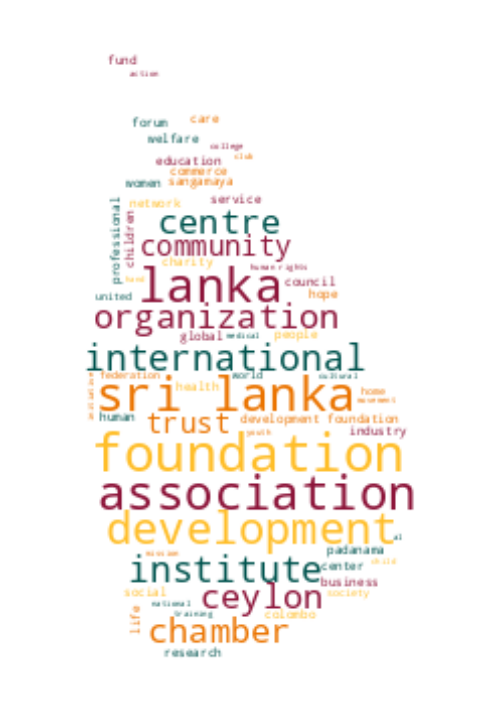 fund
action
forum care
welfare
college
education club
commerce
women sangamaya
professional
children
network service
centre
community
charity human rights
lanka council
united hope
organization
global medical people
international
federation world cultural
health
sri lanka home
movement
human trust development foundation
youth industry
foundation
association
development
padanama
mission
institute center child
business
social ceylon society
national
life training colombo
chamber
research